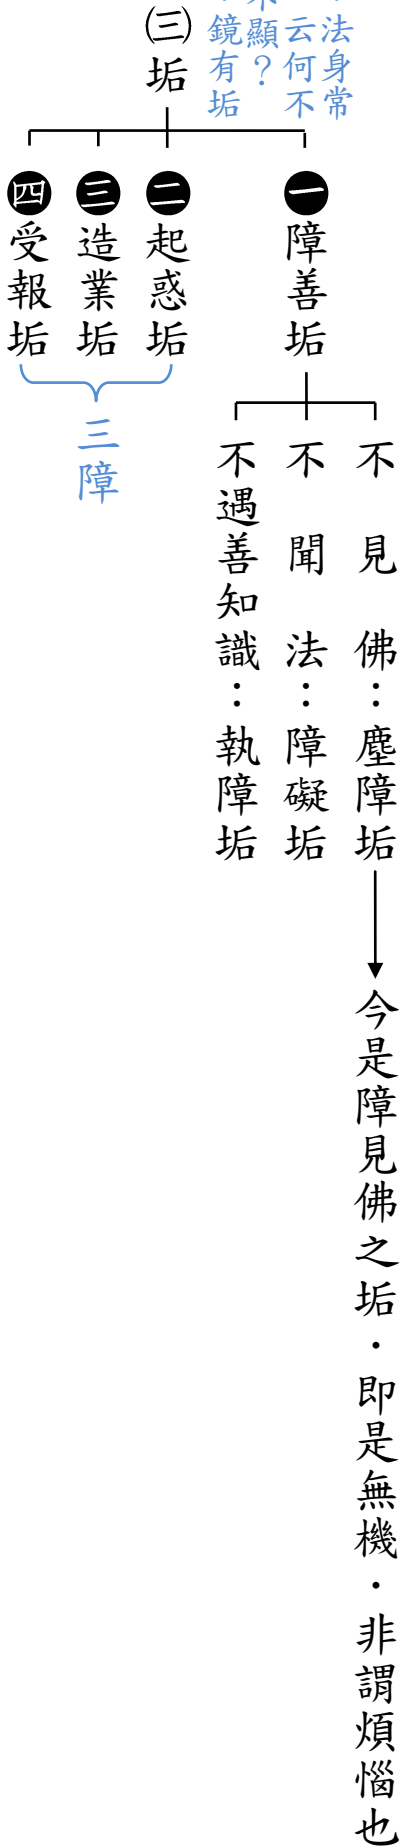 法身常
云何不
顯？
鏡有垢
㈢垢
一障善垢
不見佛：塵障垢
今是障見佛之垢．即是無機．非謂煩惱也
不聞法：障礙垢
不遇善知識：執障垢
二起惑垢
三造業垢
四受報垢
三障